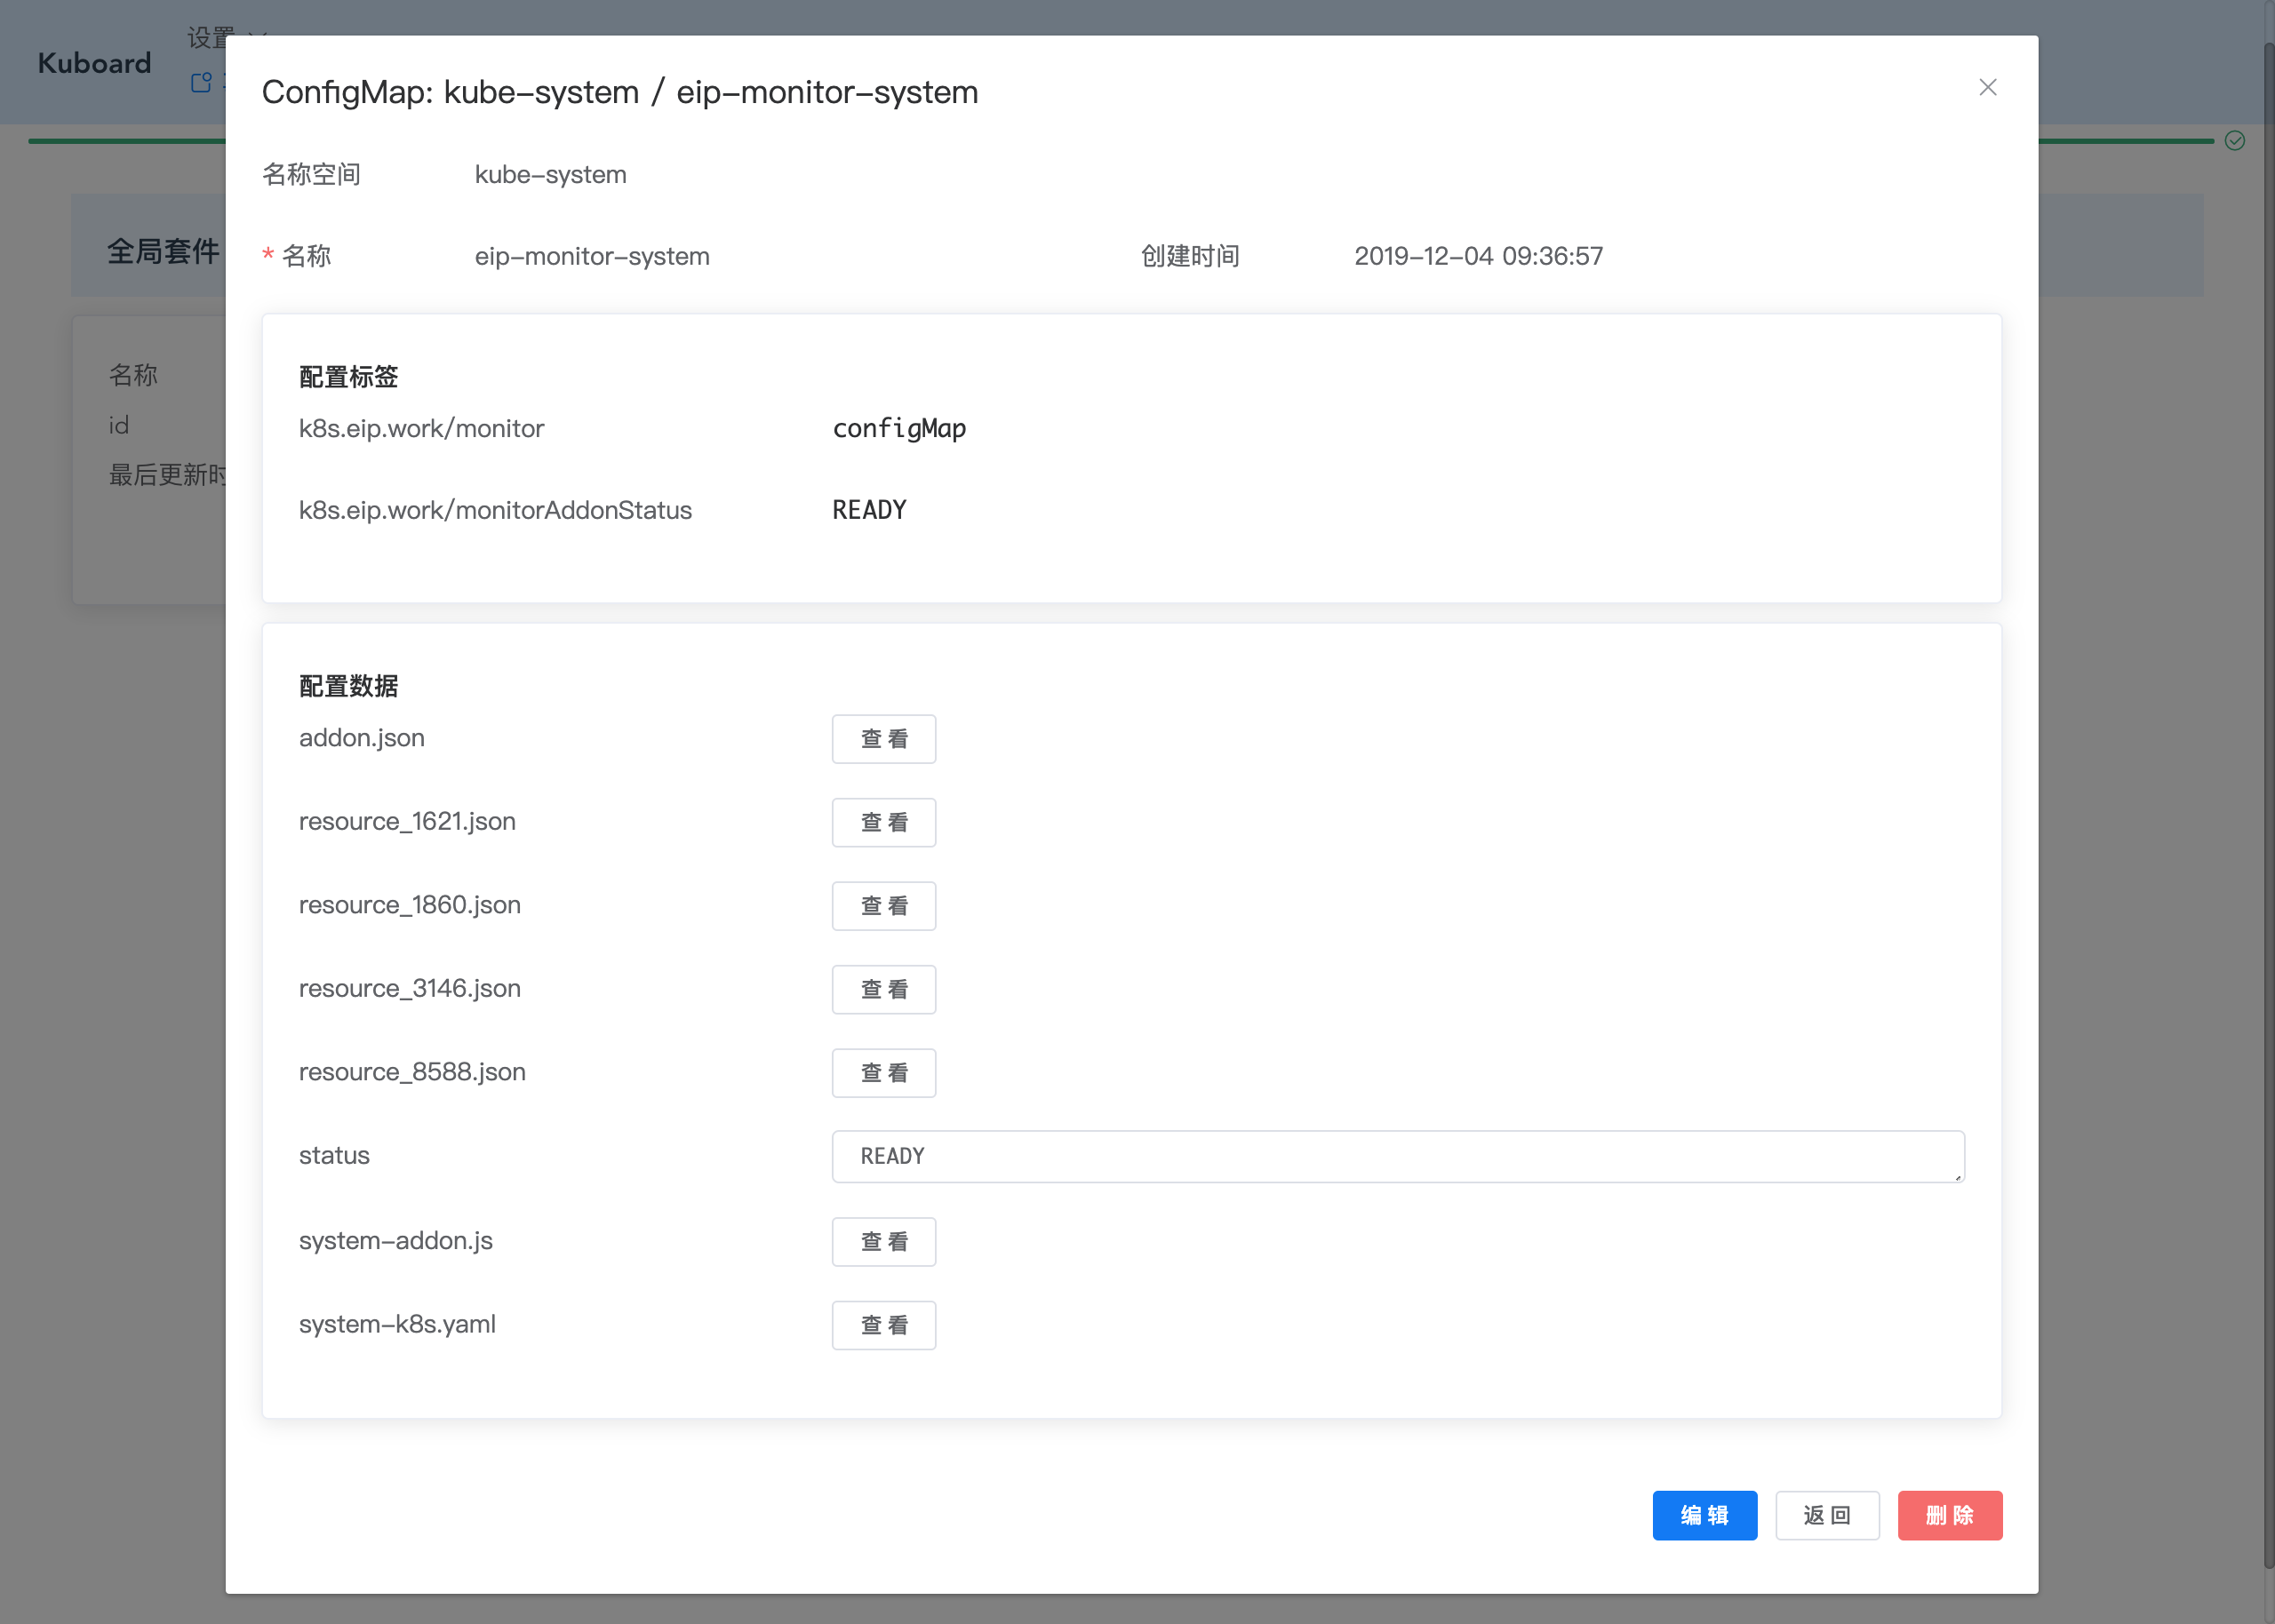 设置
Kuboard
ConfigMap: kube-system / eip-monitor-system
名称空间 kube-system
* 名称 eip-monitor-system 创建时间 2019-12-04 09:36:57
全局套件
名称
id
最后更新时
配置标签
k8s.eip.work/monitor configMap
k8s.eip.work/monitorAddonStatus READY
配置数据
addon.json 查 看
resource_1621.json 查 看
resource_1860.json 查 看
resource_3146.json 查 看
resource_8588.json 查 看
status READY
system-addon.js 查 看
system-k8s.yaml 查 看
编 辑 返 回 删 除